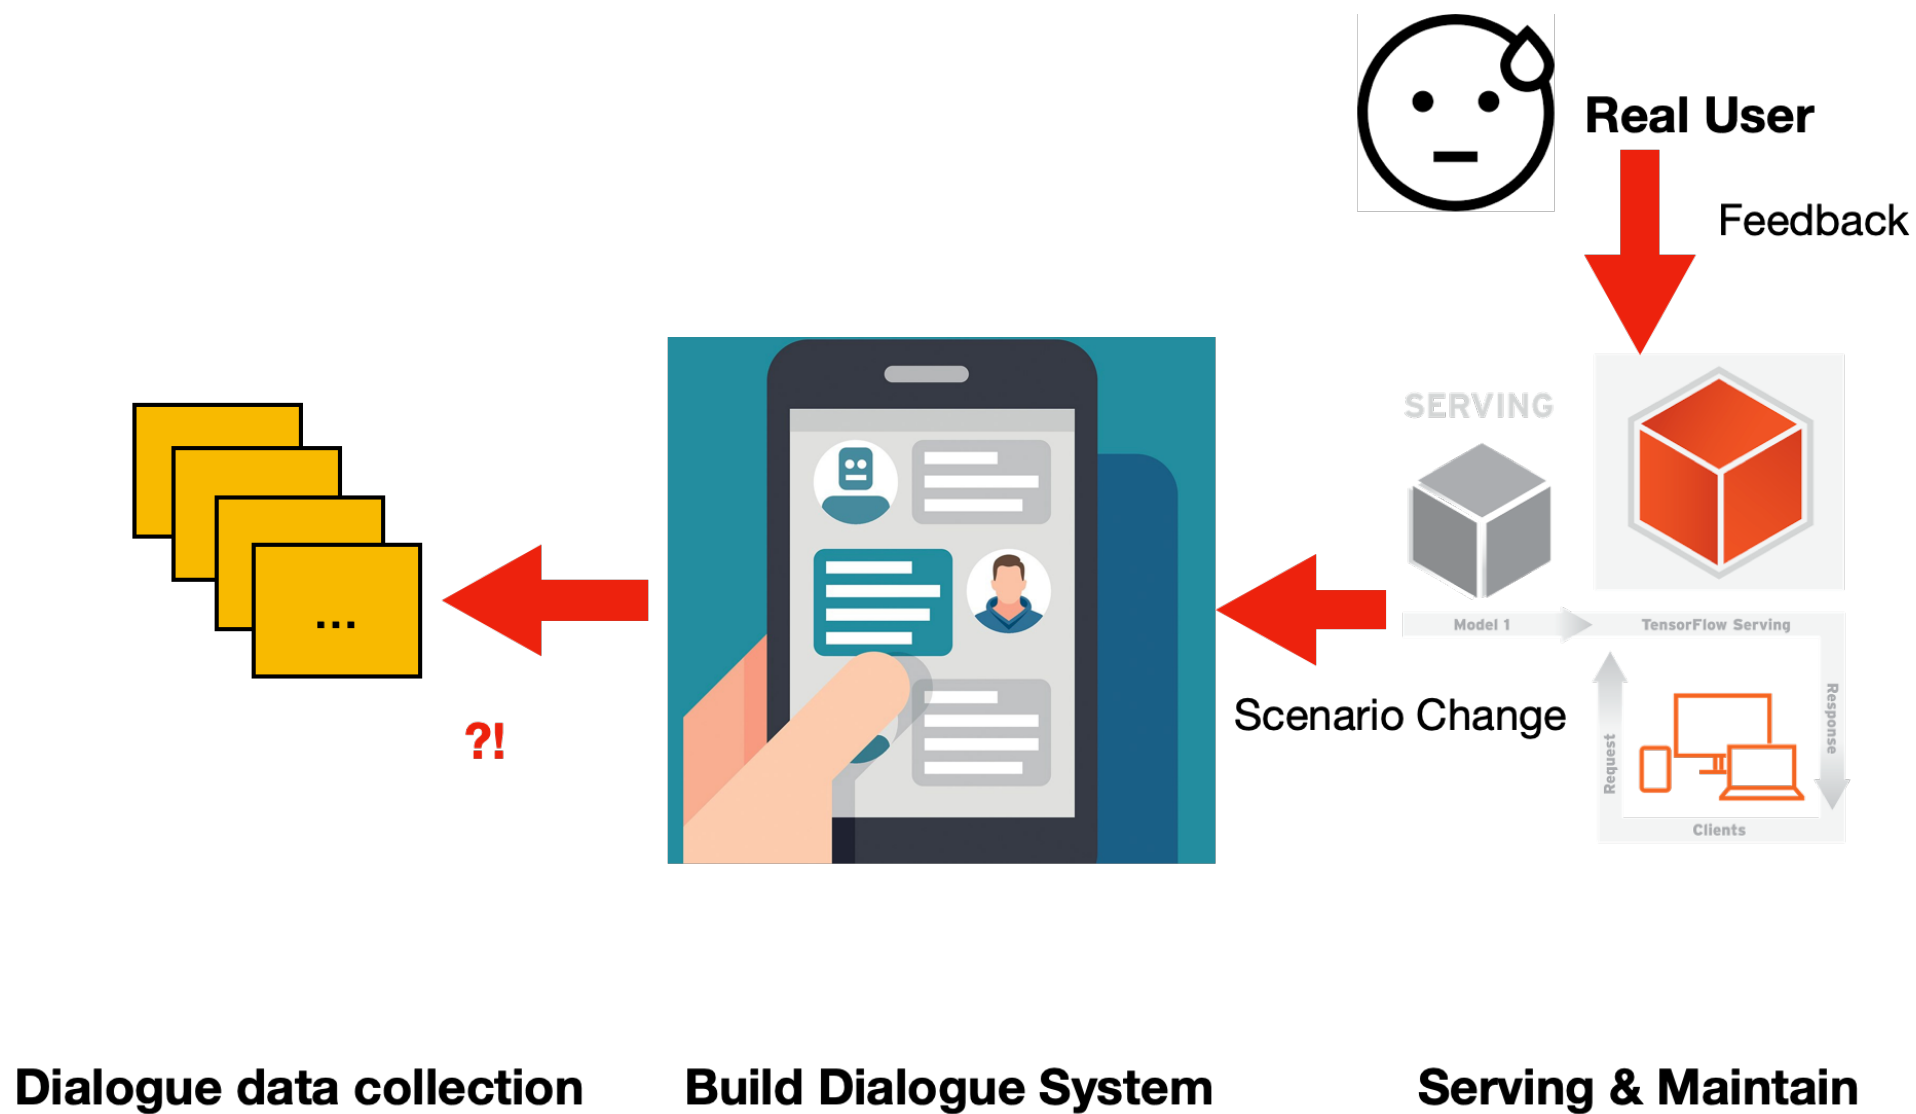 Real User
Feedback
SERVING
Model 1
TensorFlow Serving
...
Scenario Change
?!
Request
Response
Clients
Dialogue data collection
Build Dialogue System
Serving & Maintain